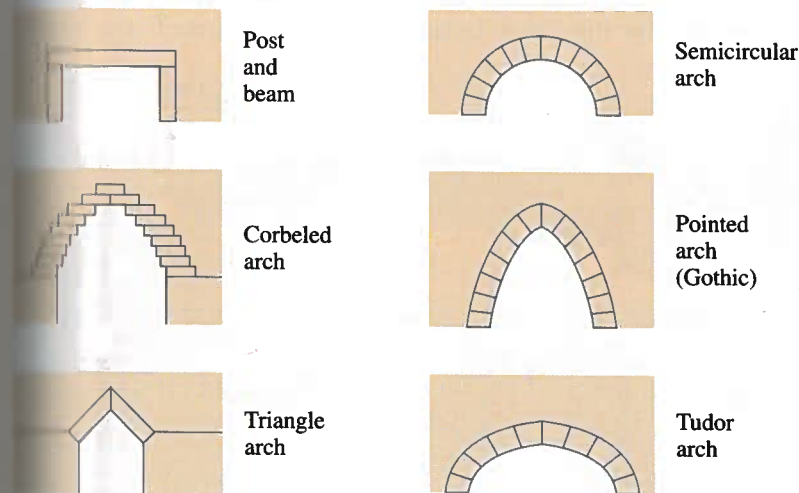 Post
and
beam
Semicircular
arch
Corbeled
arch
Pointed
arch
(Gothic)
Triangle
arch
Tudor
arch